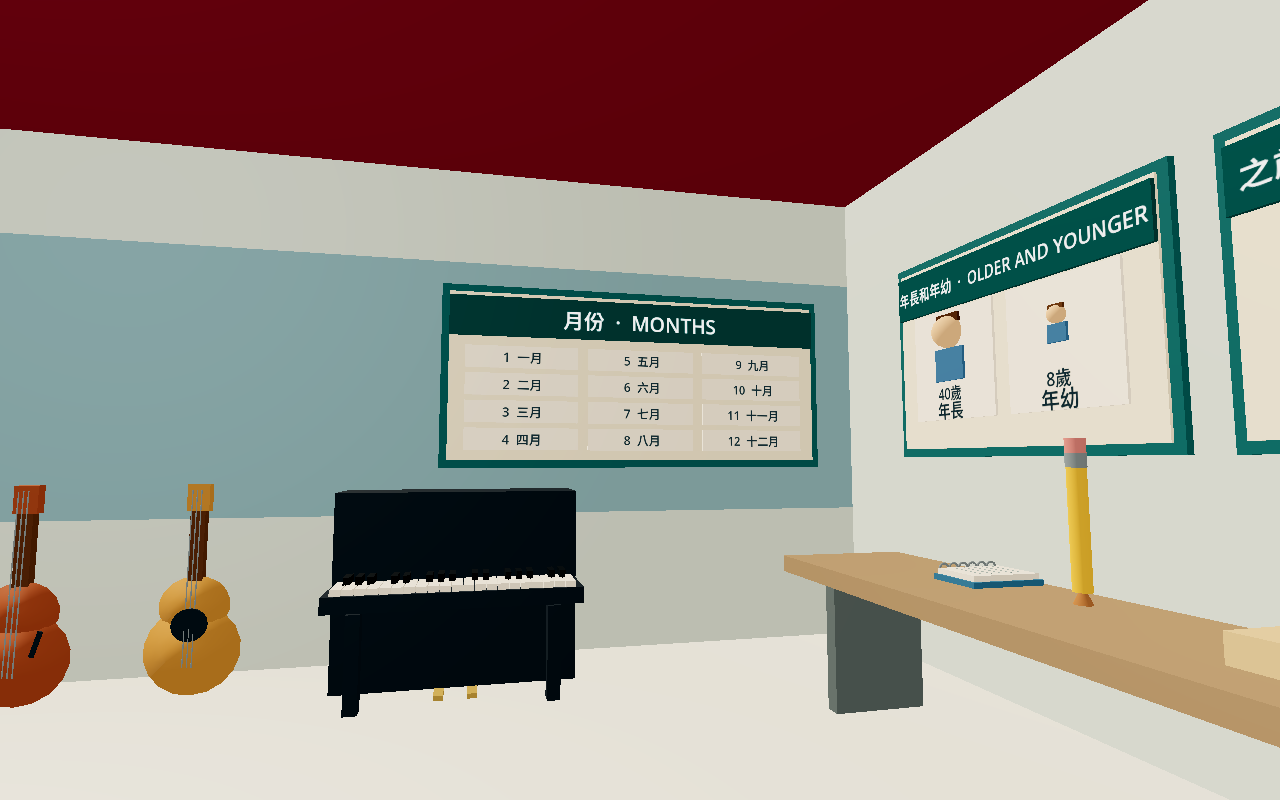 月份 · MONTHS
1 一月
2 二月
3 三月
4 四月
5 五月
6 六月
7 七月
8 八月
9 九月
10 十月
11 十一月
12 十二月
年長和年幼 · OLDER AND YOUNGER
40歲
年長
8歲
年幼
之